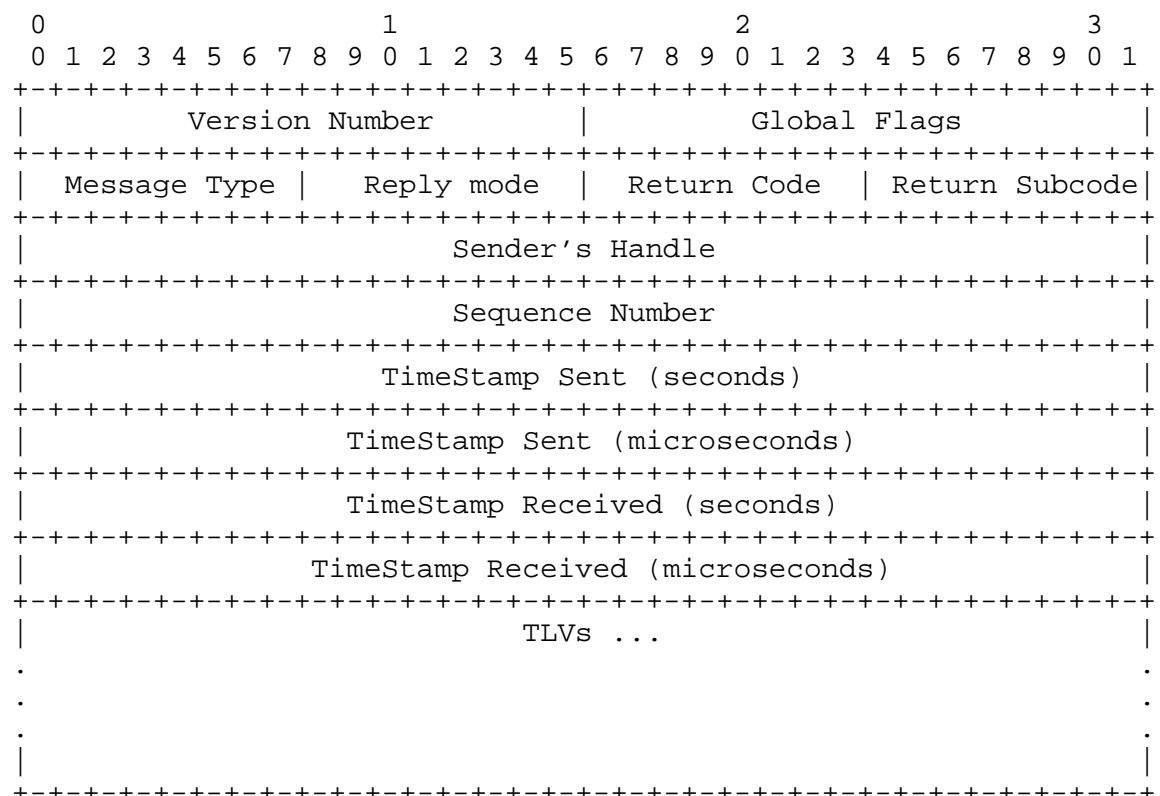 0                   1                   2                   3
 0 1 2 3 4 5 6 7 8 9 0 1 2 3 4 5 6 7 8 9 0 1 2 3 4 5 6 7 8 9 0 1
+-+-+-+-+-+-+-+-+-+-+-+-+-+-+-+-+-+-+-+-+-+-+-+-+-+-+-+-+-+-+-+-+
|         Version Number        |         Global Flags          |
+-+-+-+-+-+-+-+-+-+-+-+-+-+-+-+-+-+-+-+-+-+-+-+-+-+-+-+-+-+-+-+-+
|  Message Type |   Reply mode  |  Return Code  | Return Subcode|
+-+-+-+-+-+-+-+-+-+-+-+-+-+-+-+-+-+-+-+-+-+-+-+-+-+-+-+-+-+-+-+-+
|                        Sender's Handle                        |
+-+-+-+-+-+-+-+-+-+-+-+-+-+-+-+-+-+-+-+-+-+-+-+-+-+-+-+-+-+-+-+-+
|                        Sequence Number                        |
+-+-+-+-+-+-+-+-+-+-+-+-+-+-+-+-+-+-+-+-+-+-+-+-+-+-+-+-+-+-+-+-+
|                    TimeStamp Sent (seconds)                   |
+-+-+-+-+-+-+-+-+-+-+-+-+-+-+-+-+-+-+-+-+-+-+-+-+-+-+-+-+-+-+-+-+
|                  TimeStamp Sent (microseconds)                |
+-+-+-+-+-+-+-+-+-+-+-+-+-+-+-+-+-+-+-+-+-+-+-+-+-+-+-+-+-+-+-+-+
|                  TimeStamp Received (seconds)                 |
+-+-+-+-+-+-+-+-+-+-+-+-+-+-+-+-+-+-+-+-+-+-+-+-+-+-+-+-+-+-+-+-+
|                TimeStamp Received (microseconds)              |
+-+-+-+-+-+-+-+-+-+-+-+-+-+-+-+-+-+-+-+-+-+-+-+-+-+-+-+-+-+-+-+-+
|                            TLVs ...                           |
.                                                               .
.                                                               .
.                                                               .
|                                                               |
+-+-+-+-+-+-+-+-+-+-+-+-+-+-+-+-+-+-+-+-+-+-+-+-+-+-+-+-+-+-+-+-+